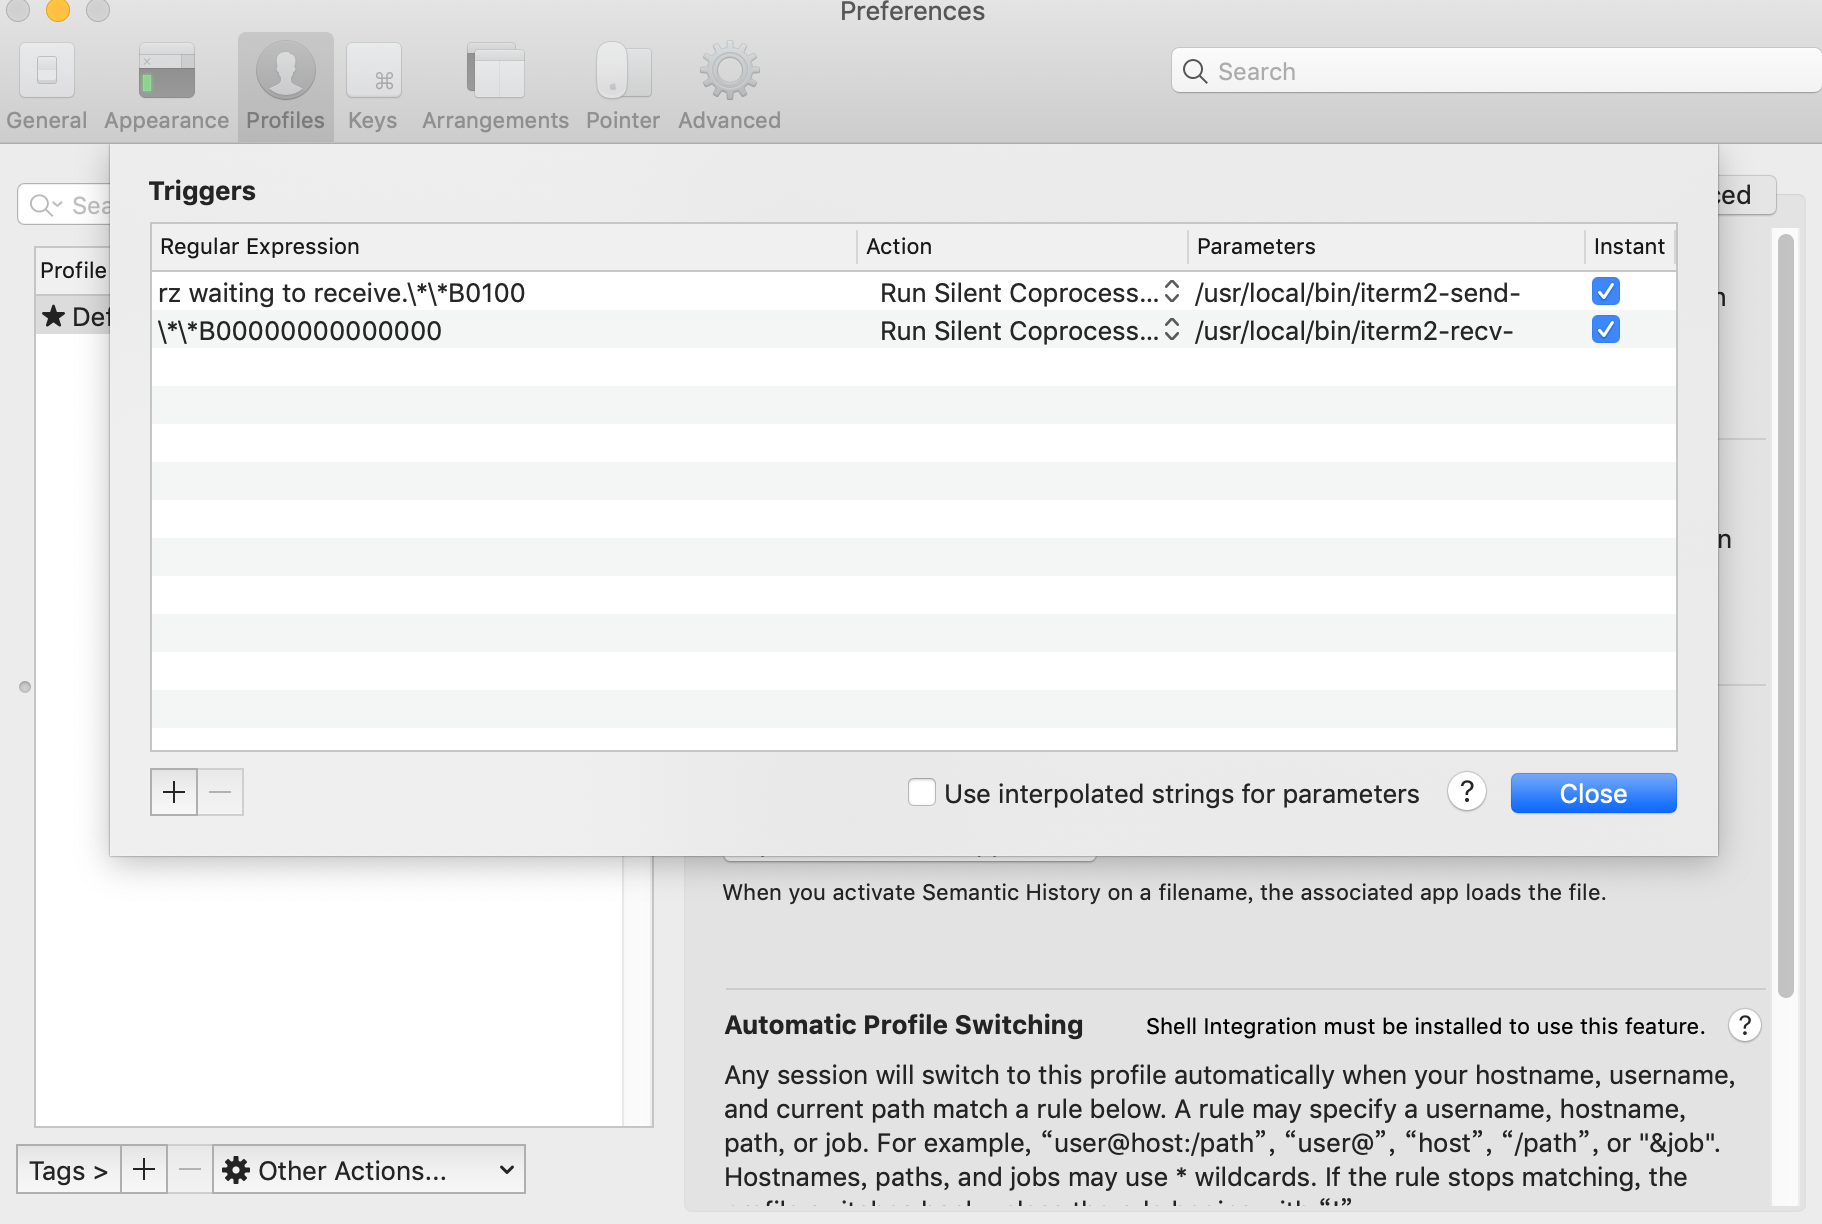 Preferences
General Appearance Profiles Keys Arrangements Pointer Advanced
Search
Triggers
Regular Expression Action Parameters Instant
rz waiting to receive.\*\*B0100 Run Silent Coprocess... /usr/local/bin/iterm2-send-
\*\*B00000000000000 Run Silent Coprocess... /usr/local/bin/iterm2-recv-
Profile
Use interpolated strings for parameters ? Close
When you activate Semantic History on a filename, the associated app loads the file.
Automatic Profile Switching Shell Integration must be installed to use this feature. ?
Any session will switch to this profile automatically when your hostname, username,
and current path match a rule below. A rule may specify a username, hostname,
path, or job. For example, “user@host:/path”, “user@”, “host”, “/path”, or "&job".
Hostnames, paths, and jobs may use * wildcards. If the rule stops matching, the
Tags > Other Actions...